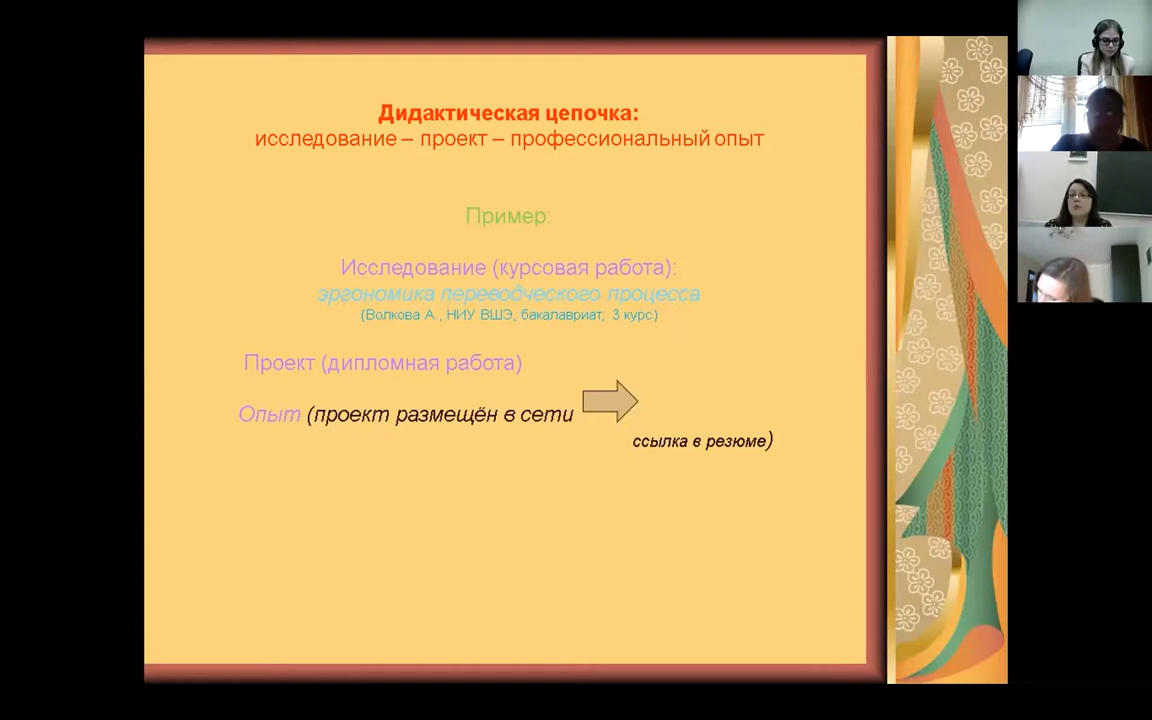 Дидактическая цепочка:
исследование – проект – профессиональный опыт
Пример:
Исследование (курсовая работа):
эргономика переводческого процесса
(Волкова А., НИУ ВШЭ, бакалавриат, 3 курс)
Проект (дипломная работа)
Опыт (проект размещён в сети
ссылка в резюме)